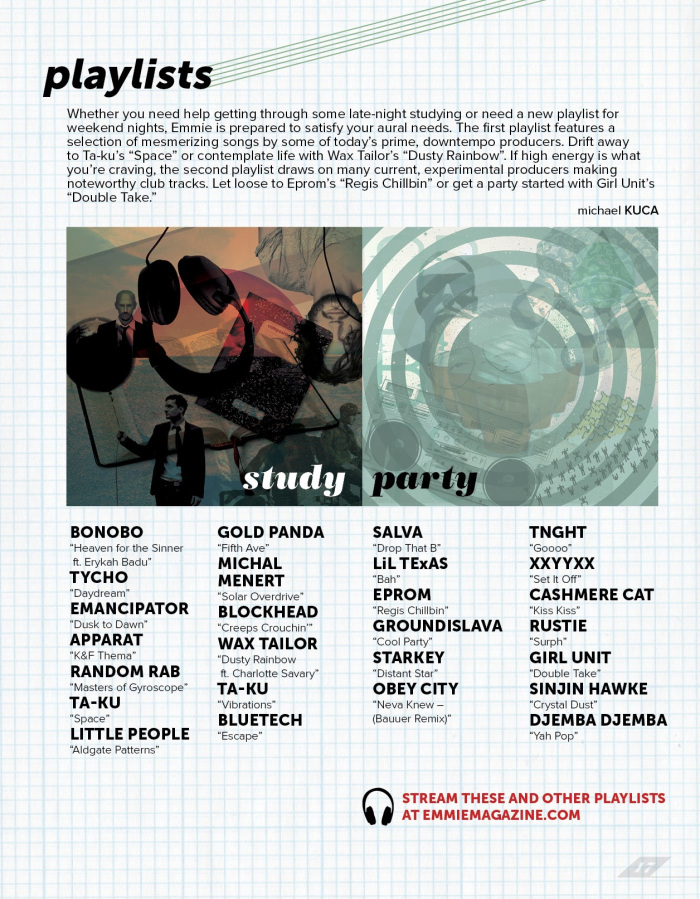 playlists
Whether you need help getting through some late-night studying or need a new playlist for
weekend nights, Emmie is prepared to satisfy your aural needs. The first playlist features a
selection of mesmerizing songs by some of today's prime, downtempo producers. Drift away
to Ta-ku's “Space” or contemplate life with Wax Tailor's “Dusty Rainbow”. If high energy is what
you're craving, the second playlist draws on many current, experimental producers making
noteworthy club tracks. Let loose to Eprom's “Regis Chillbin” or get a party started with Girl Unit's
“Double Take.”
michael KUCA
study
party
BONOBO
“Heaven for the Sinner
ft. Erykah Badu”
TYCHO
“Daydream”
EMANCIPATOR
“Dusk to Dawn”
APPARAT
“K&F Thema”
RANDOM RAB
“Masters of Gyroscope”
TA-KU
“Space”
LITTLE PEOPLE
“Aldgate Patterns”
GOLD PANDA
“Fifth Ave”
MICHAL
MENERT
“Solar Overdrive”
BLOCKHEAD
“Creeps Crouchin'”
WAX TAILOR
“Dusty Rainbow
ft. Charlotte Savary”
TA-KU
“Vibrations”
BLUETECH
“Escape”
SALVA
“Drop That B”
LiL TExAS
“Bah”
EPROM
“Regis Chillbin”
GROUNDISLAVA
“Cool Party”
STARKEY
“Distant Star”
OBEY CITY
“Neva Knew –
(Bauuer Remix)”
TNGHT
“Goooo”
XXYYXX
“Set It Off”
CASHMERE CAT
“Kiss Kiss”
RUSTIE
“Surph”
GIRL UNIT
“Double Take”
SINJIN HAWKE
“Crystal Dust”
DJEMBA DJEMBA
“Yah Pop”
STREAM THESE AND OTHER PLAYLISTS
AT EMMIEMAGAZINE.COM